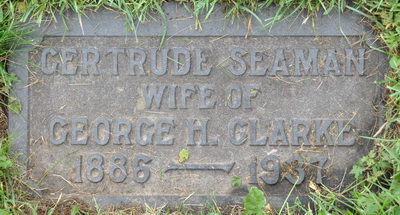 GERTRUDE SEAMAN
WIFE OF
GEORGE H. CLARKE
1886 — 1937